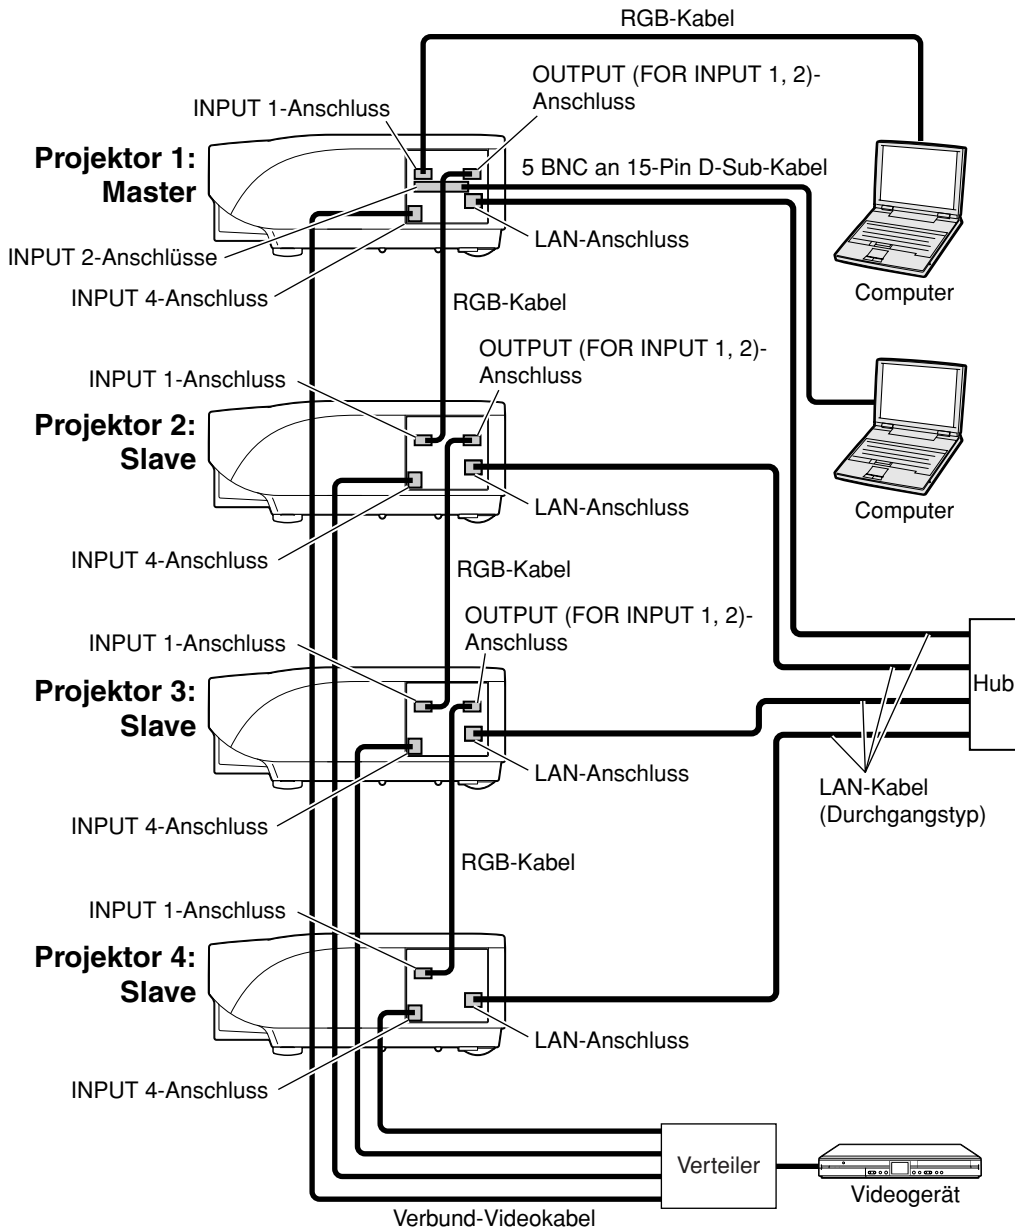 RGB-Kabel
OUTPUT (FOR INPUT 1, 2)-
Anschluss
INPUT 1-Anschluss
Projektor 1:
Master
5 BNC an 15-Pin D-Sub-Kabel
LAN-Anschluss
INPUT 2-Anschlüsse
INPUT 4-Anschluss
Computer
RGB-Kabel
OUTPUT (FOR INPUT 1, 2)-
Anschluss
INPUT 1-Anschluss
Projektor 2:
Slave
LAN-Anschluss
Computer
INPUT 4-Anschluss
RGB-Kabel
OUTPUT (FOR INPUT 1, 2)-
Anschluss
INPUT 1-Anschluss
Projektor 3:
Slave
Hub
LAN-Anschluss
LAN-Kabel
(Durchgangstyp)
INPUT 4-Anschluss
RGB-Kabel
INPUT 1-Anschluss
Projektor 4:
Slave
LAN-Anschluss
INPUT 4-Anschluss
Verteiler
Videogerät
Verbund-Videokabel